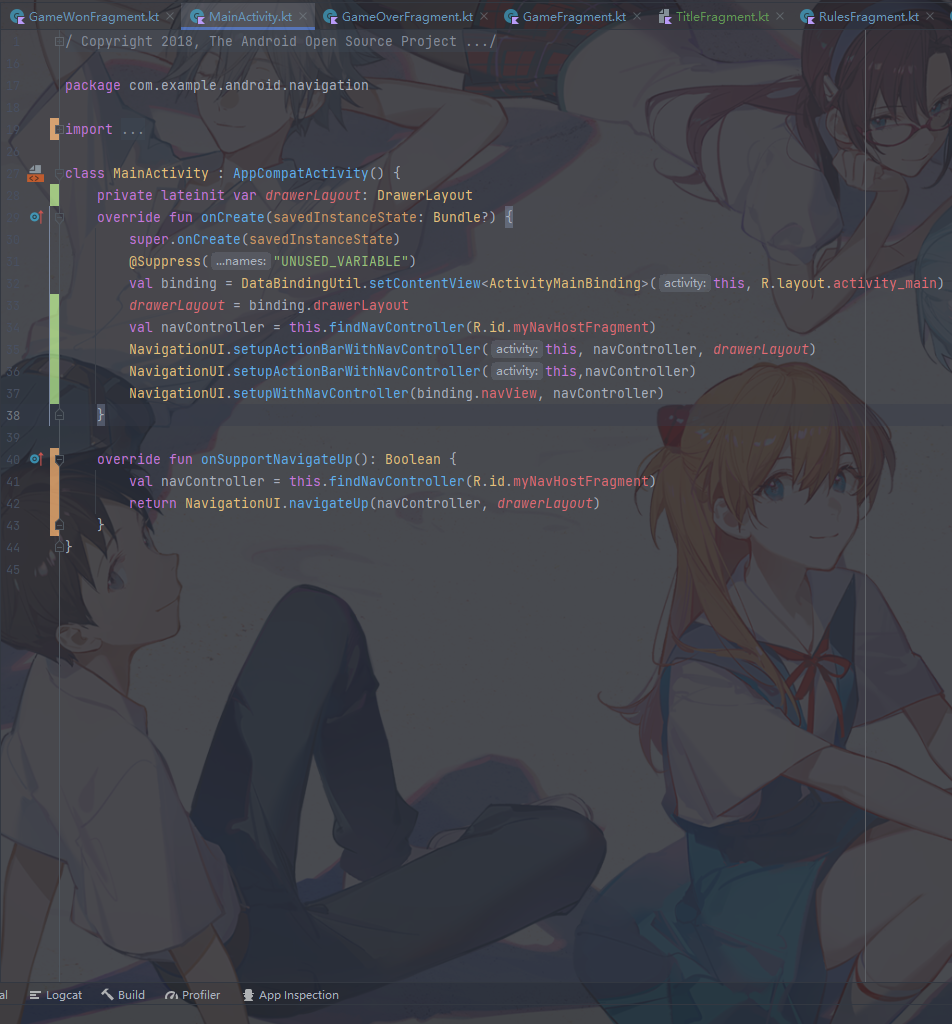 GameWonFragment.kt MainActivity.kt GameOverFragment.kt GameFragment.kt TitleFragment.kt RulesFragment.kt
/ Copyright 2018, The Android Open Source Project .../
package com.example.android.navigation
import ...
class MainActivity : AppCompatActivity() {
private lateinit var drawerLayout: DrawerLayout
override fun onCreate(savedInstanceState: Bundle?) {
super.onCreate(savedInstanceState)
@Suppress( ...names: "UNUSED_VARIABLE")
val binding = DataBindingUtil.setContentView<ActivityMainBinding>( activity: this, R.layout.activity_main)
drawerLayout = binding.drawerLayout
val navController = this.findNavController(R.id.myNavHostFragment)
NavigationUI.setupActionBarWithNavController( activity: this, navController, drawerLayout)
36 NavigationUI.setupActionBarWithNavController( activity: this,navController)
37 NavigationUI.setupWithNavController(binding.navView, navController)
38 }
39
40 override fun onSupportNavigateUp(): Boolean {
41 val navController = this.findNavController(R.id.myNavHostFragment)
42 return NavigationUI.navigateUp(navController, drawerLayout)
43 }
44 }
45
al Logcat Build Profiler App Inspection